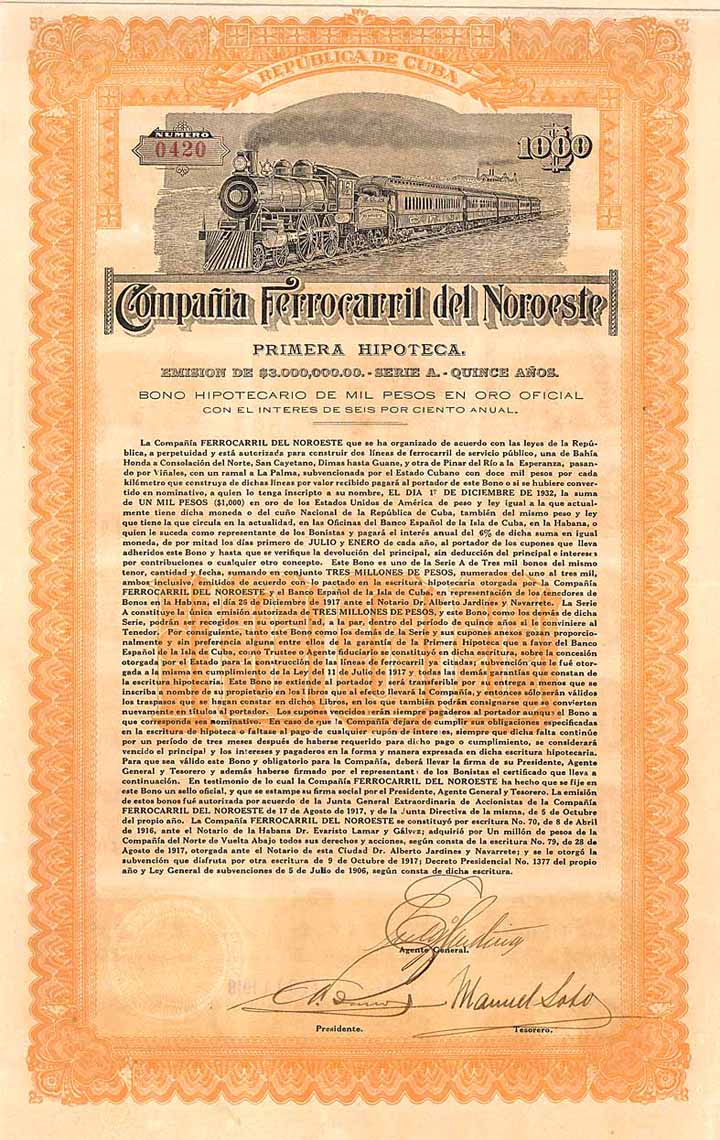 REPÚBLICA DE CUBA
NUMERO
0420
$1000
Compañia Ferrocarril del Noroeste
PRIMERA HIPOTECA.
EMISION DE $3.000,000.00. - SERIE A. - QUINCE AÑOS.
BONO HIPOTECARIO DE MIL PESOS EN ORO OFICIAL
CON EL INTERES DE SEIS POR CIENTO ANUAL.
La Compañía FERROCARRIL DEL NOROESTE que se ha organizado de acuerdo con las leyes de la Repú-
blica, a perpetuidad y está autorizada para construir dos líneas de ferrocarril de servicio público, una de Bahía
Honda a Consolación del Norte, San Cayetano, Dimas hasta Guane, y otra de Pinar del Río a la Esperanza, pasan-
do por Viñales, con un ramal a La Palma, subvencionada por el Estado Cubano con doce mil pesos por cada
kilómetro que construya de dichas líneas por valor recibido pagará al portador de este Bono o si se hubiere conver-
tido en nominativo, a quien lo tenga inscripto a su nombre, EL DIA 1º DE DICIEMBRE DE 1932, la suma
de UN MIL PESOS ($1,000) en oro de los Estados Unidos de América de peso y ley igual a la que actual-
mente tiene dicha moneda o del cuño Nacional de la República de Cuba, también del mismo peso y ley
que tiene la que circula en la actualidad, en las Oficinas del Banco Español de la Isla de Cuba, en la Habana, o
quien le suceda como representante de los Bonistas y pagará el interés anual del 6% de dicha suma en igual
moneda, de por mitad los días primero de JULIO y ENERO de cada año, al portador de los cupones que lleva
adheridos este Bono y hasta que se verifique la devolución del principal, sin deducción del principal e intereses
por contribuciones o cualquier otro concepto. Este Bono es uno de la Serie A de Tres mil bonos del mismo
tenor, cantidad y fecha, sumando en conjunto TRES MILLONES DE PESOS, numerados del uno al tres mil,
ambos inclusive, emitidos de acuerdo con lo pactado en la escritura hipotecaria otorgada por la Compañía
FERROCARRIL DEL NOROESTE y el Banco Español de la Isla de Cuba, en representación de los tenedores de
Bonos en la Habana, el día 26 de Diciembre de 1917 ante el Notario Dr. Alberto Jardines y Navarrete. La Serie
A constituye la única emisión autorizada de TRES MILLONES DE PESOS, y este Bono, como los demás de dicha
Serie, podrán ser recogidos en su oportunidad, a la par, dentro del período de quince años si le conviniere al
Tenedor. Por consiguiente, tanto este Bono como los demás de la Serie y sus cupones anexos gozan proporcio-
nalmente y sin preferencia alguna entre ellos de la garantía de la Primera Hipoteca que a favor del Banco
Español de la Isla de Cuba, como Trustee o Agente fiduciario se constituyó en dicha escritura, sobre la concesión
otorgada por el Estado para la construcción de las líneas de ferrocarril ya citadas; subvención que le fué otor-
gada a la misma en cumplimiento de la Ley del 11 de Julio de 1917 y todas las demás garantías que constan de
la escritura hipotecaria. Este Bono se extiende al portador y será transferible por su entrega a menos que se
inscriba a nombre de su propietario en los Libros que al efecto llevará la Compañía, y entonces sólo serán válidos
los traspasos que se hagan constar en dichos Libros, en los que también podrán consignarse que se convierten
nuevamente en títulos al portador. Los cupones vencidos serán siempre pagaderos al portador aunque el Bono a
que corresponda sea nominativo. En caso de que la Compañía dejara de cumplir sus obligaciones especificadas
en la escritura de hipoteca o faltase al pago de cualquier cupón de intereses, siempre que dicha falta continúe
por un período de tres meses después de haberse requerido para dicho pago o cumplimiento, se considerará
vencido el principal y los intereses y pagaderos en la forma y manera expresada en dicha escritura hipotecaria.
Para que sea válido este Bono y obligatorio para la Compañía, deberá llevar la firma de su Presidente, Agente
General y Tesorero y además haberse firmado por el representante de los Bonistas el certificado que lleva a
continuación. En testimonio de lo cual la Compañía FERROCARRIL DEL NOROESTE ha hecho que se fije en
este Bono un sello oficial, y que se estampe su firma social por el Presidente, Agente General y Tesorero. La emisión
de estos bonos fué autorizada por acuerdo de la Junta General Extraordinaria de Accionistas de la Compañía
FERROCARRIL DEL NOROESTE de 17 de Agosto de 1917, y de la Junta Directiva de la misma, de 5 de Octubre
del propio año. La Compañía FERROCARRIL DEL NOROESTE se constituyó por escritura No. 70, de 8 de Abril
de 1916, ante el Notario de la Habana Dr. Evaristo Lamar y Gálvez; adquirió por Un millón de pesos de la
Compañía del Norte de Vuelta Abajo todos sus derechos y acciones, según consta de la escritura No. 79, de 28 de
Agosto de 1917, otorgada ante el Notario de esta Ciudad Dr. Alberto Jardines y Navarrete; y se le otorgó la
subvención que disfruta por otra escritura de 9 de Octubre de 1917; Decreto Presidencial No. 1377 del propio
año y Ley General de subvenciones de 5 de Julio de 1906, según consta de dicha escritura.
Agente General.
Manuel Soto
Presidente.
Tesorero.